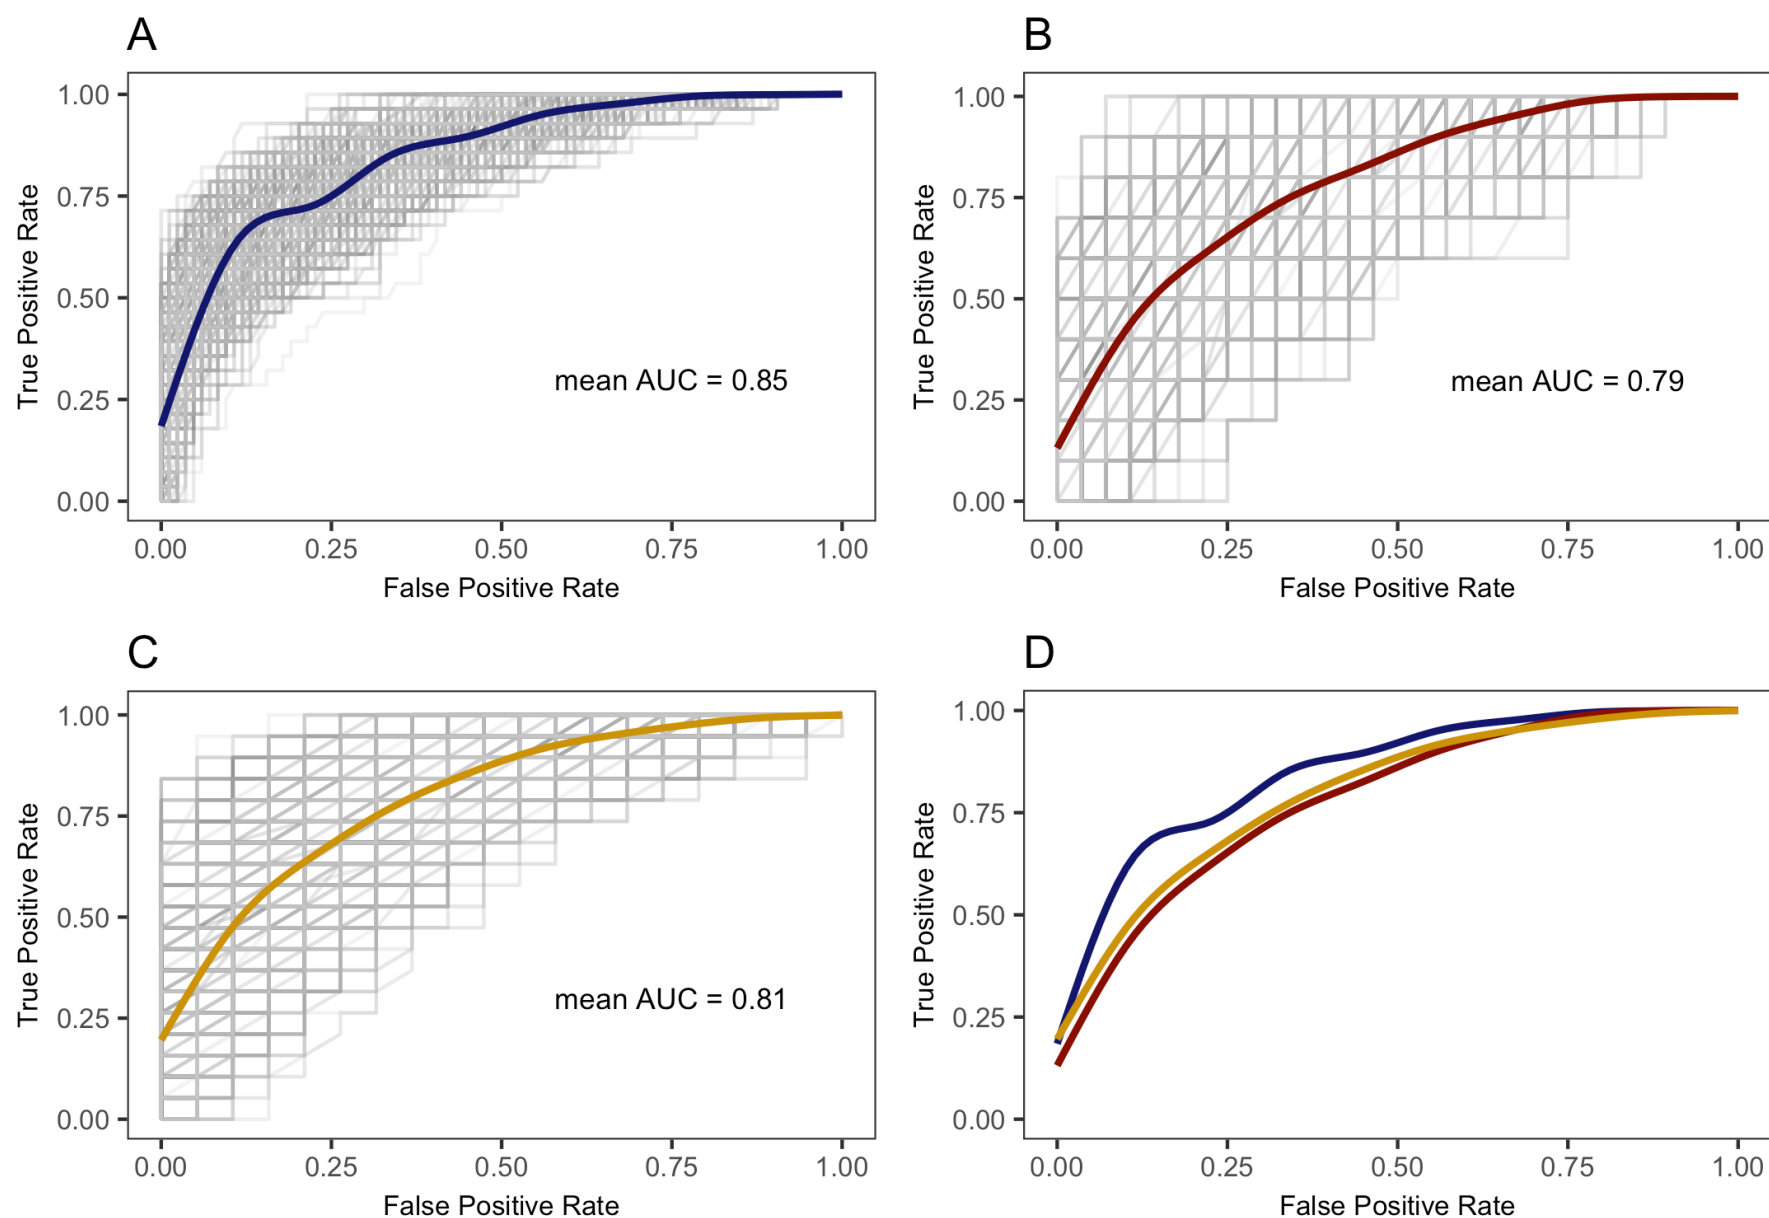 A
1.00
0.75
0.50
0.25
0.00
True Positive Rate
mean AUC = 0.85
0.00 0.25 0.50 0.75 1.00
False Positive Rate
B
1.00
0.75
0.50
0.25
0.00
True Positive Rate
mean AUC = 0.79
0.00 0.25 0.50 0.75 1.00
False Positive Rate
C
1.00
0.75
0.50
0.25
0.00
True Positive Rate
mean AUC = 0.81
0.00 0.25 0.50 0.75 1.00
False Positive Rate
D
1.00
0.75
0.50
0.25
0.00
True Positive Rate
0.00 0.25 0.50 0.75 1.00
False Positive Rate